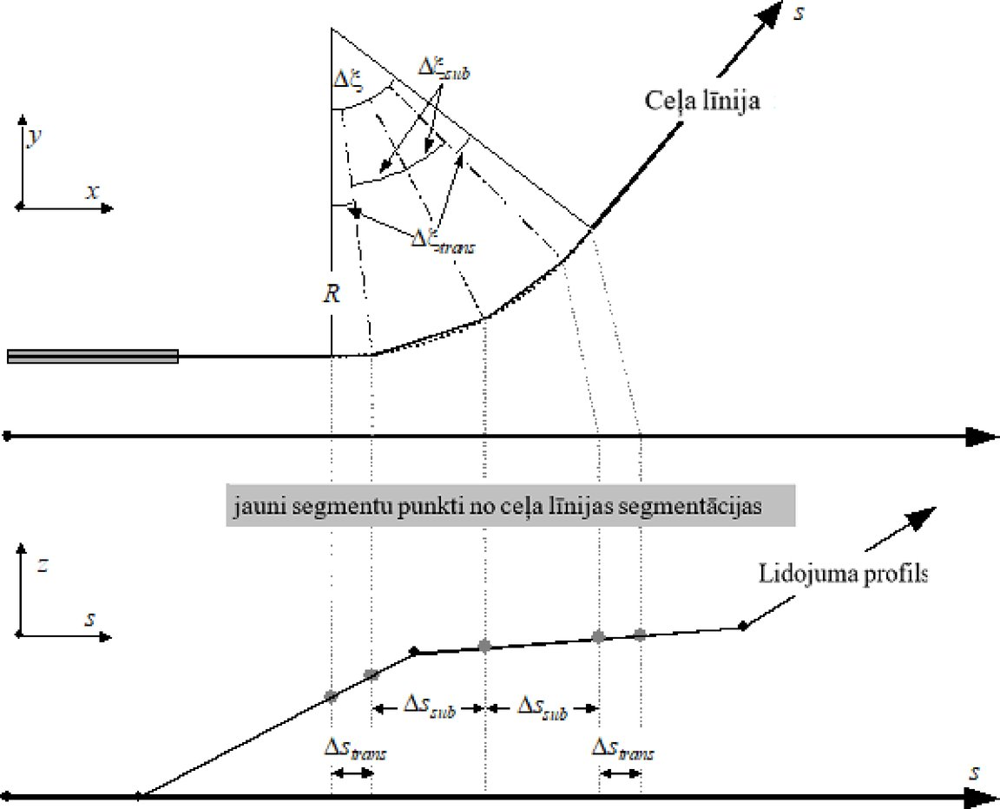 s
Δξ
Δξsub
Ceļa līnija
y
x
Δξtrans
R
jauni segmentu punkti no ceļa līnijas segmentācijas
z
Lidojuma profils
s
Δssub
Δssub
Δstrans
Δstrans
s